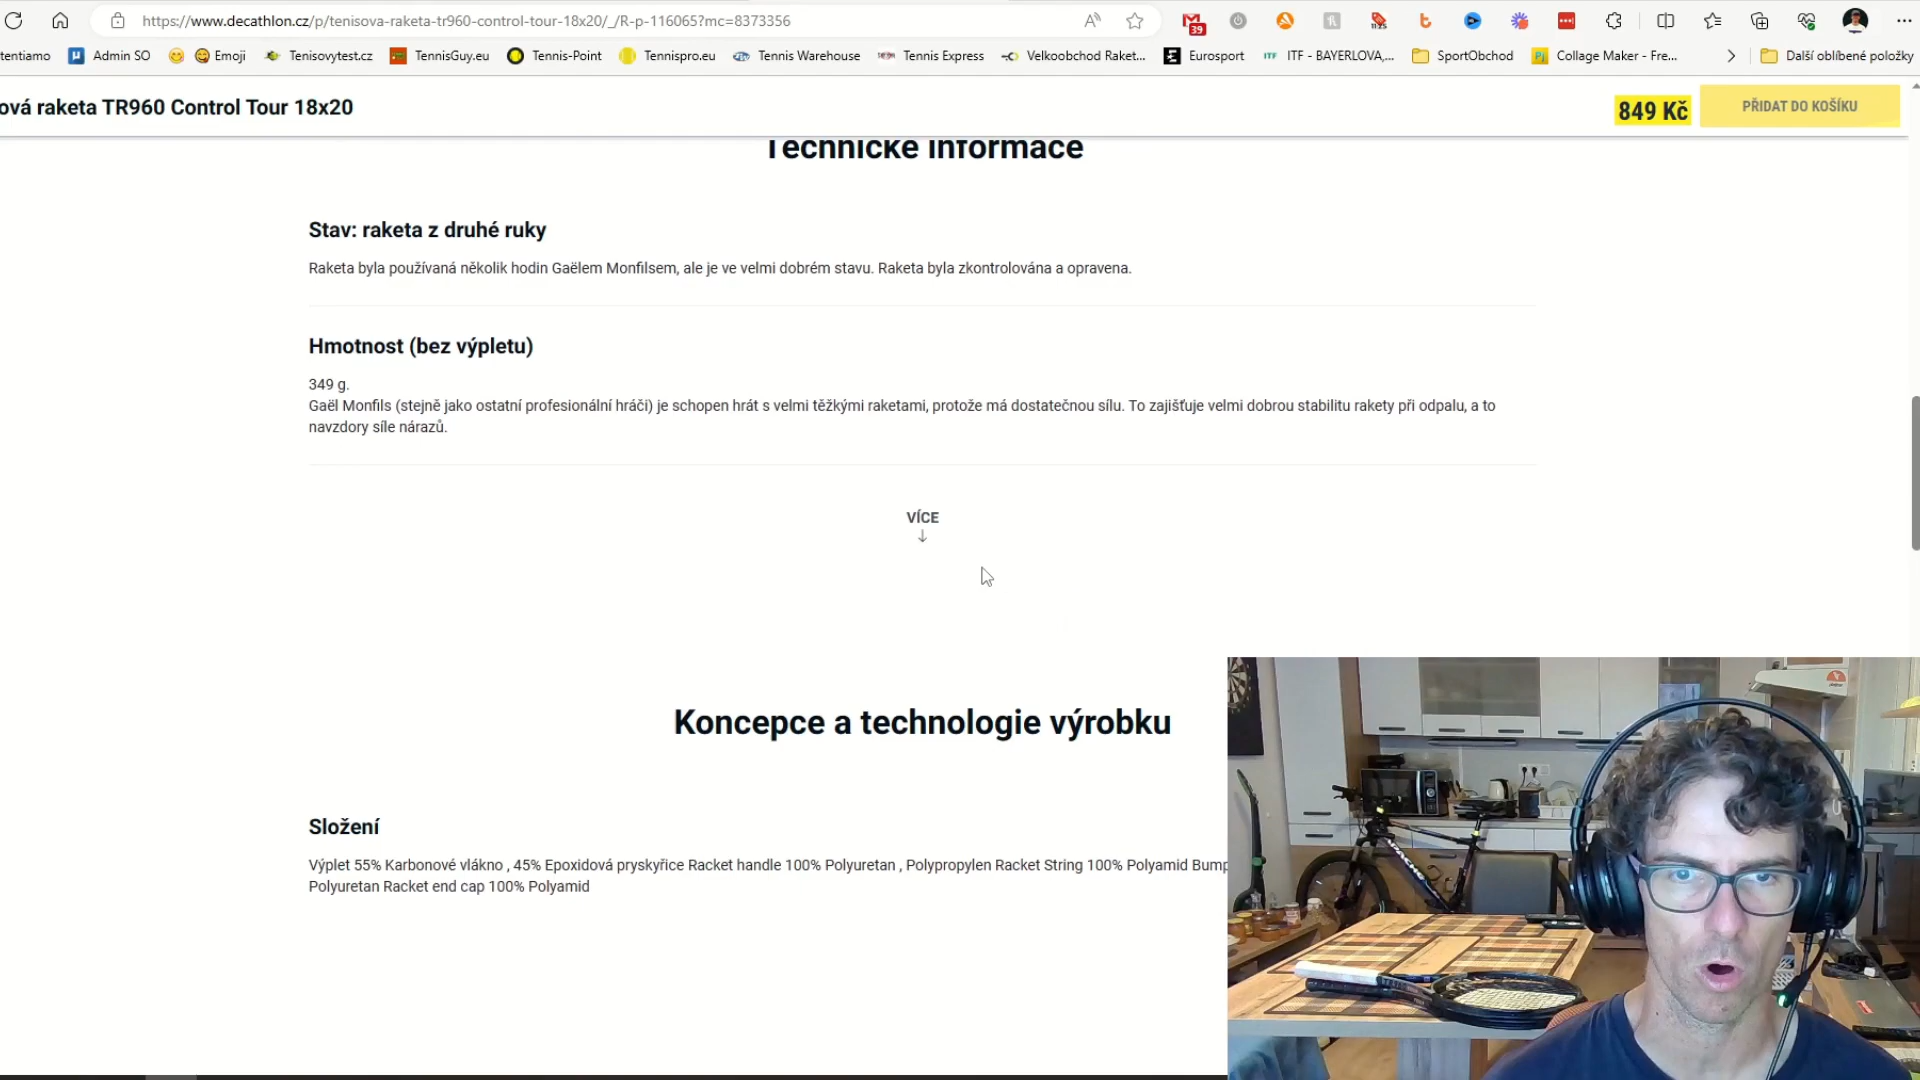 https://www.decathlon.cz/p/tenisova-raketa-tr960-control-tour-18x20/_/R-p-116065?mc=8373356
39
tentiamo
Admin SO
Emoji
Tenisovytest.cz
TennisGuy.eu
Tennis-Point
Tennispro.eu
Tennis Warehouse
Tennis Express
Velkoobchod Raket...
Eurosport
ITF - BAYERLOVA,...
SportObchod
Collage Maker - Fre...
Další oblíbené položky
ová raketa TR960 Control Tour 18x20
849 Kč
PŘIDAT DO KOŠÍKU
Technické informace
Stav: raketa z druhé ruky
Raketa byla používaná několik hodin Gaëlem Monfilsem, ale je ve velmi dobrém stavu. Raketa byla zkontrolována a opravena.
Hmotnost (bez výpletu)
349 g.
Gaël Monfils (stejně jako ostatní profesionální hráči) je schopen hrát s velmi těžkými raketami, protože má dostatečnou sílu. To zajišťuje velmi dobrou stabilitu rakety při odpalu, a to
navzdory síle nárazů.
VÍCE
Koncepce a technologie výrobku
Složení
Výplet 55% Karbonové vlákno , 45% Epoxidová pryskyřice Racket handle 100% Polyuretan , Polypropylen Racket String 100% Polyamid Bump
Polyuretan Racket end cap 100% Polyamid
APACHE